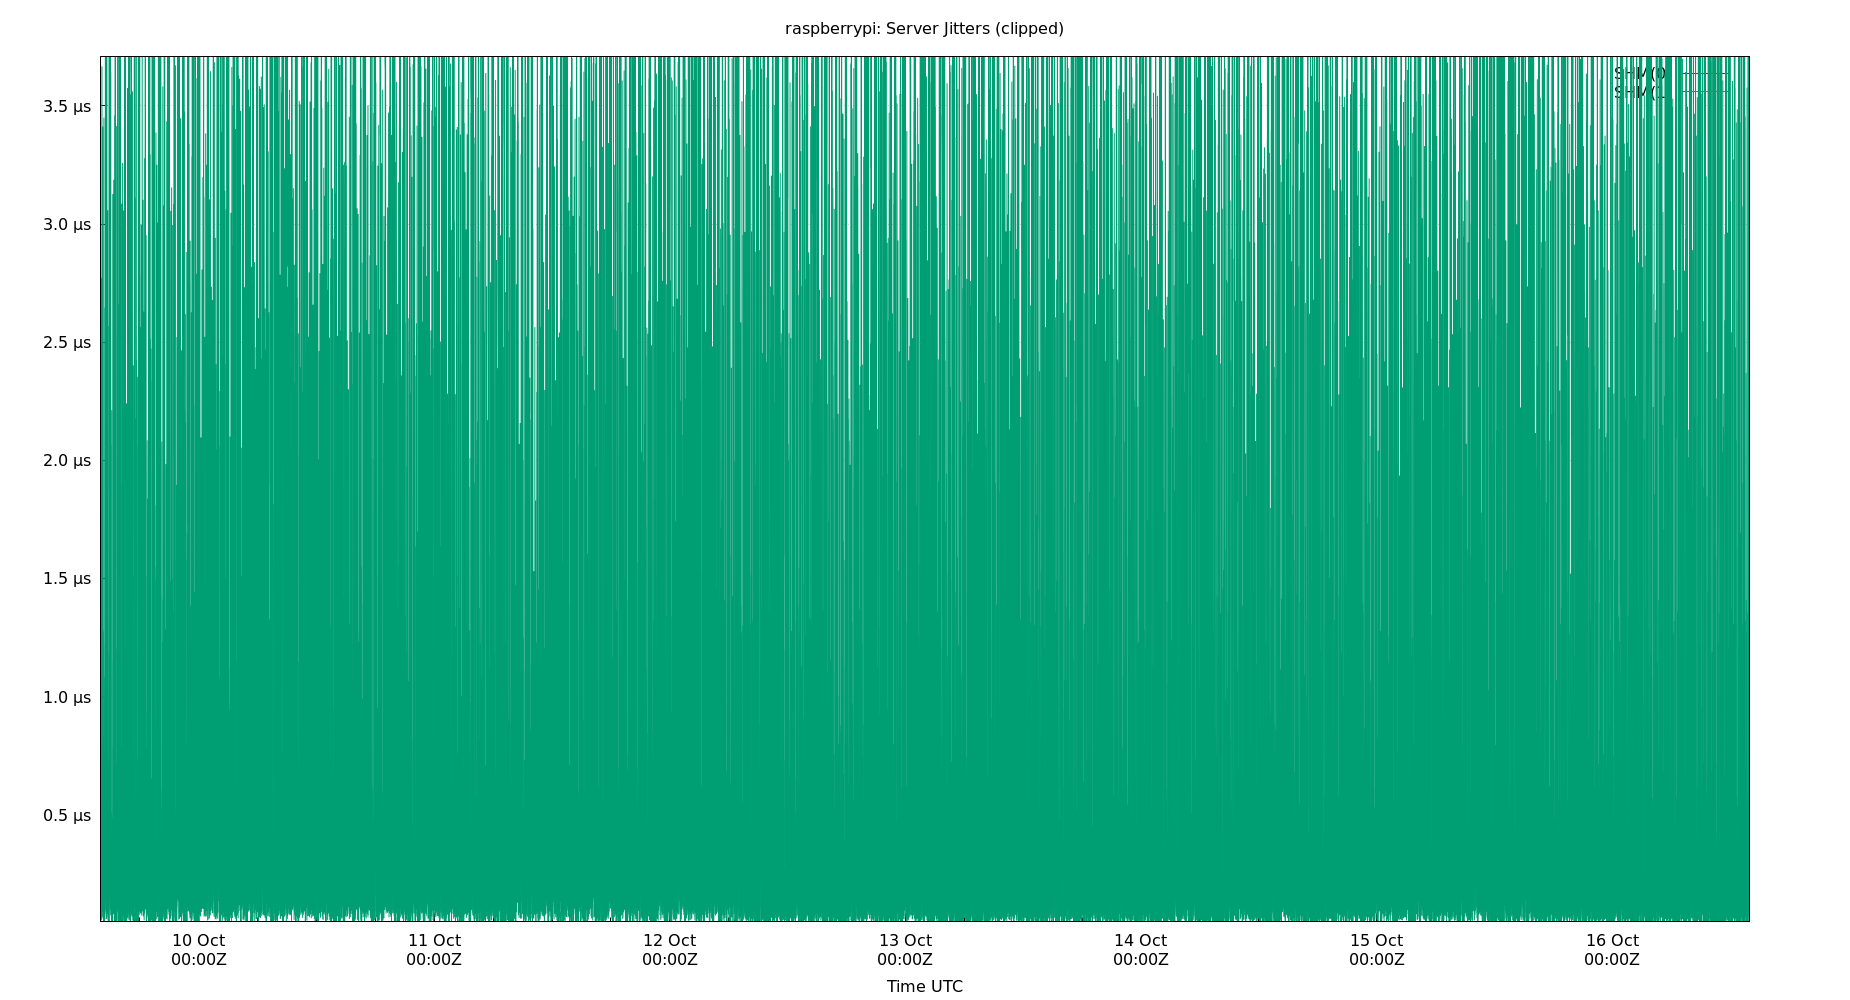 raspberrypi: Server Jitters (clipped)
3.5 µs
3.0 µs
2.5 µs
2.0 µs
1.5 µs
1.0 µs
0.5 µs
10 Oct
00:00Z
11 Oct
00:00Z
12 Oct
00:00Z
13 Oct
00:00Z
14 Oct
00:00Z
15 Oct
00:00Z
16 Oct
00:00Z
Time UTC